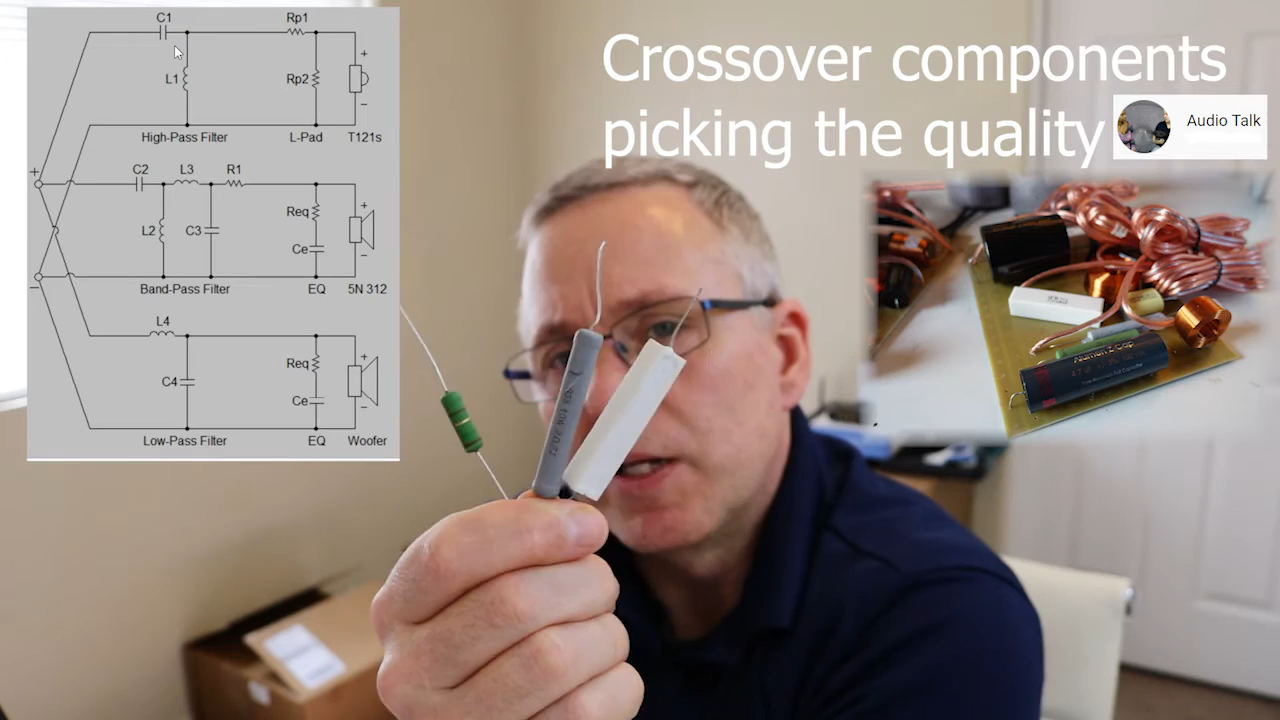 C1
Rp1
+
L1
Rp2
−
High-Pass Filter
L-Pad
T121s
+
C2
L3
R1
+
L2
C3
Req
Ce
−
−
Band-Pass Filter
EQ
5N 312
L4
+
C4
Req
Ce
−
Low-Pass Filter
EQ
Woofer
Crossover components
picking the quality
Audio Talk